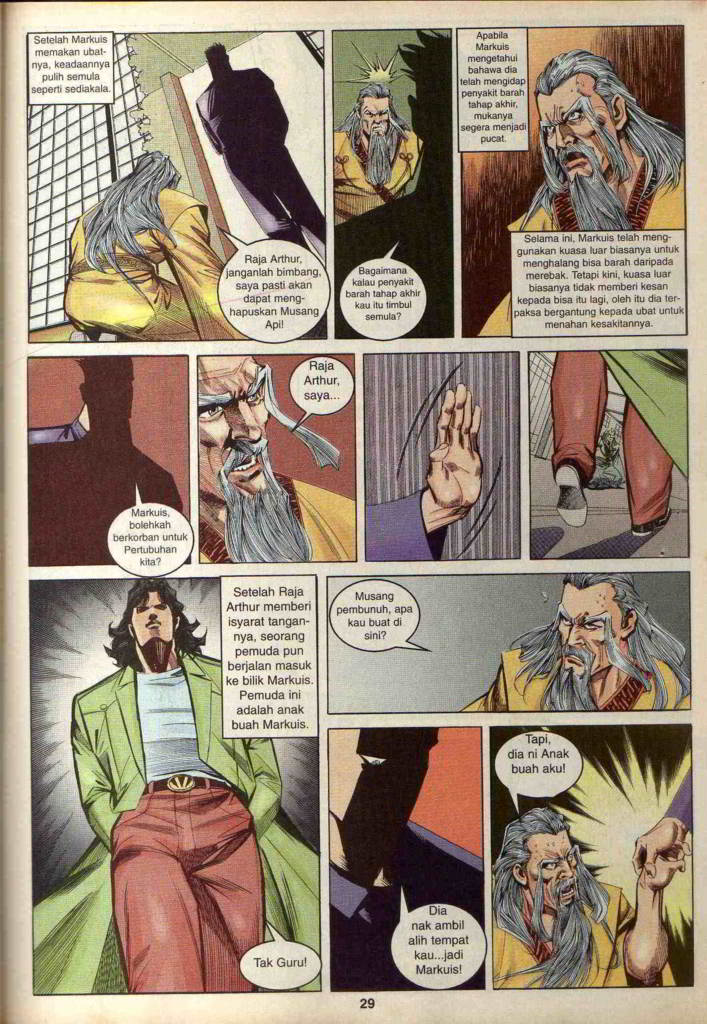 Setelah Markuis
memakan ubat-
nya, keadaannya
pulih semula
seperti sediakala.
Raja Arthur,
janganlah bimbang,
saya pasti akan
dapat meng-
hapuskan Musang
Api!
Bagaimana
kalau penyakit
barah tahap akhir
kau itu timbul
semula?
Apabila
Markuis
mengetahui
bahawa dia
telah mengidap
penyakit barah
tahap akhir,
mukanya
segera menjadi
pucat.
Selama ini, Markuis telah meng-
gunakan kuasa luar biasanya untuk
menghalang bisa barah daripada
merebak. Tetapi kini, kuasa luar
biasanya tidak memberi kesan
kepada bisa itu lagi, oleh itu dia ter-
paksa bergantung kepada ubat untuk
menahan kesakitannya.
Markuis,
bolehkah
berkorban untuk
Pertubuhan
kita?
Raja
Arthur,
saya...
Setelah Raja
Arthur memberi
isyarat tangan-
nya, seorang
pemuda pun
berjalan masuk
ke bilik Markuis.
Pemuda ini
adalah anak
buah Markuis.
Tak Guru!
Musang
pembunuh, apa
kau buat di
sini?
Dia
nak ambil
alih tempat
kau...jadi
Markuis!
Tapi,
dia ni Anak
buah aku!
29